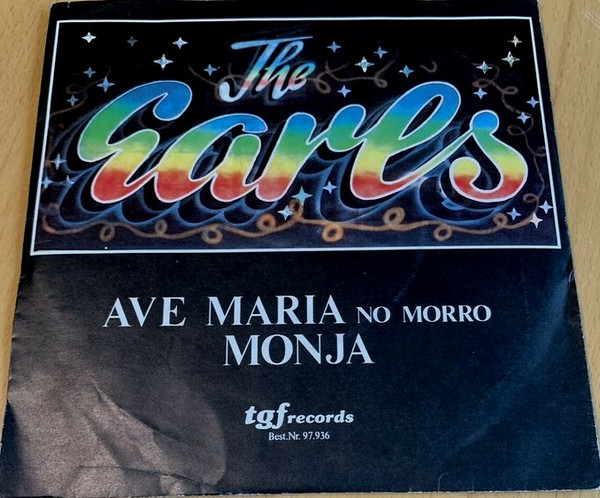 The
Earls
AVE MARIA NO MORRO
MONJA
tgf records
Best.Nr. 97.936